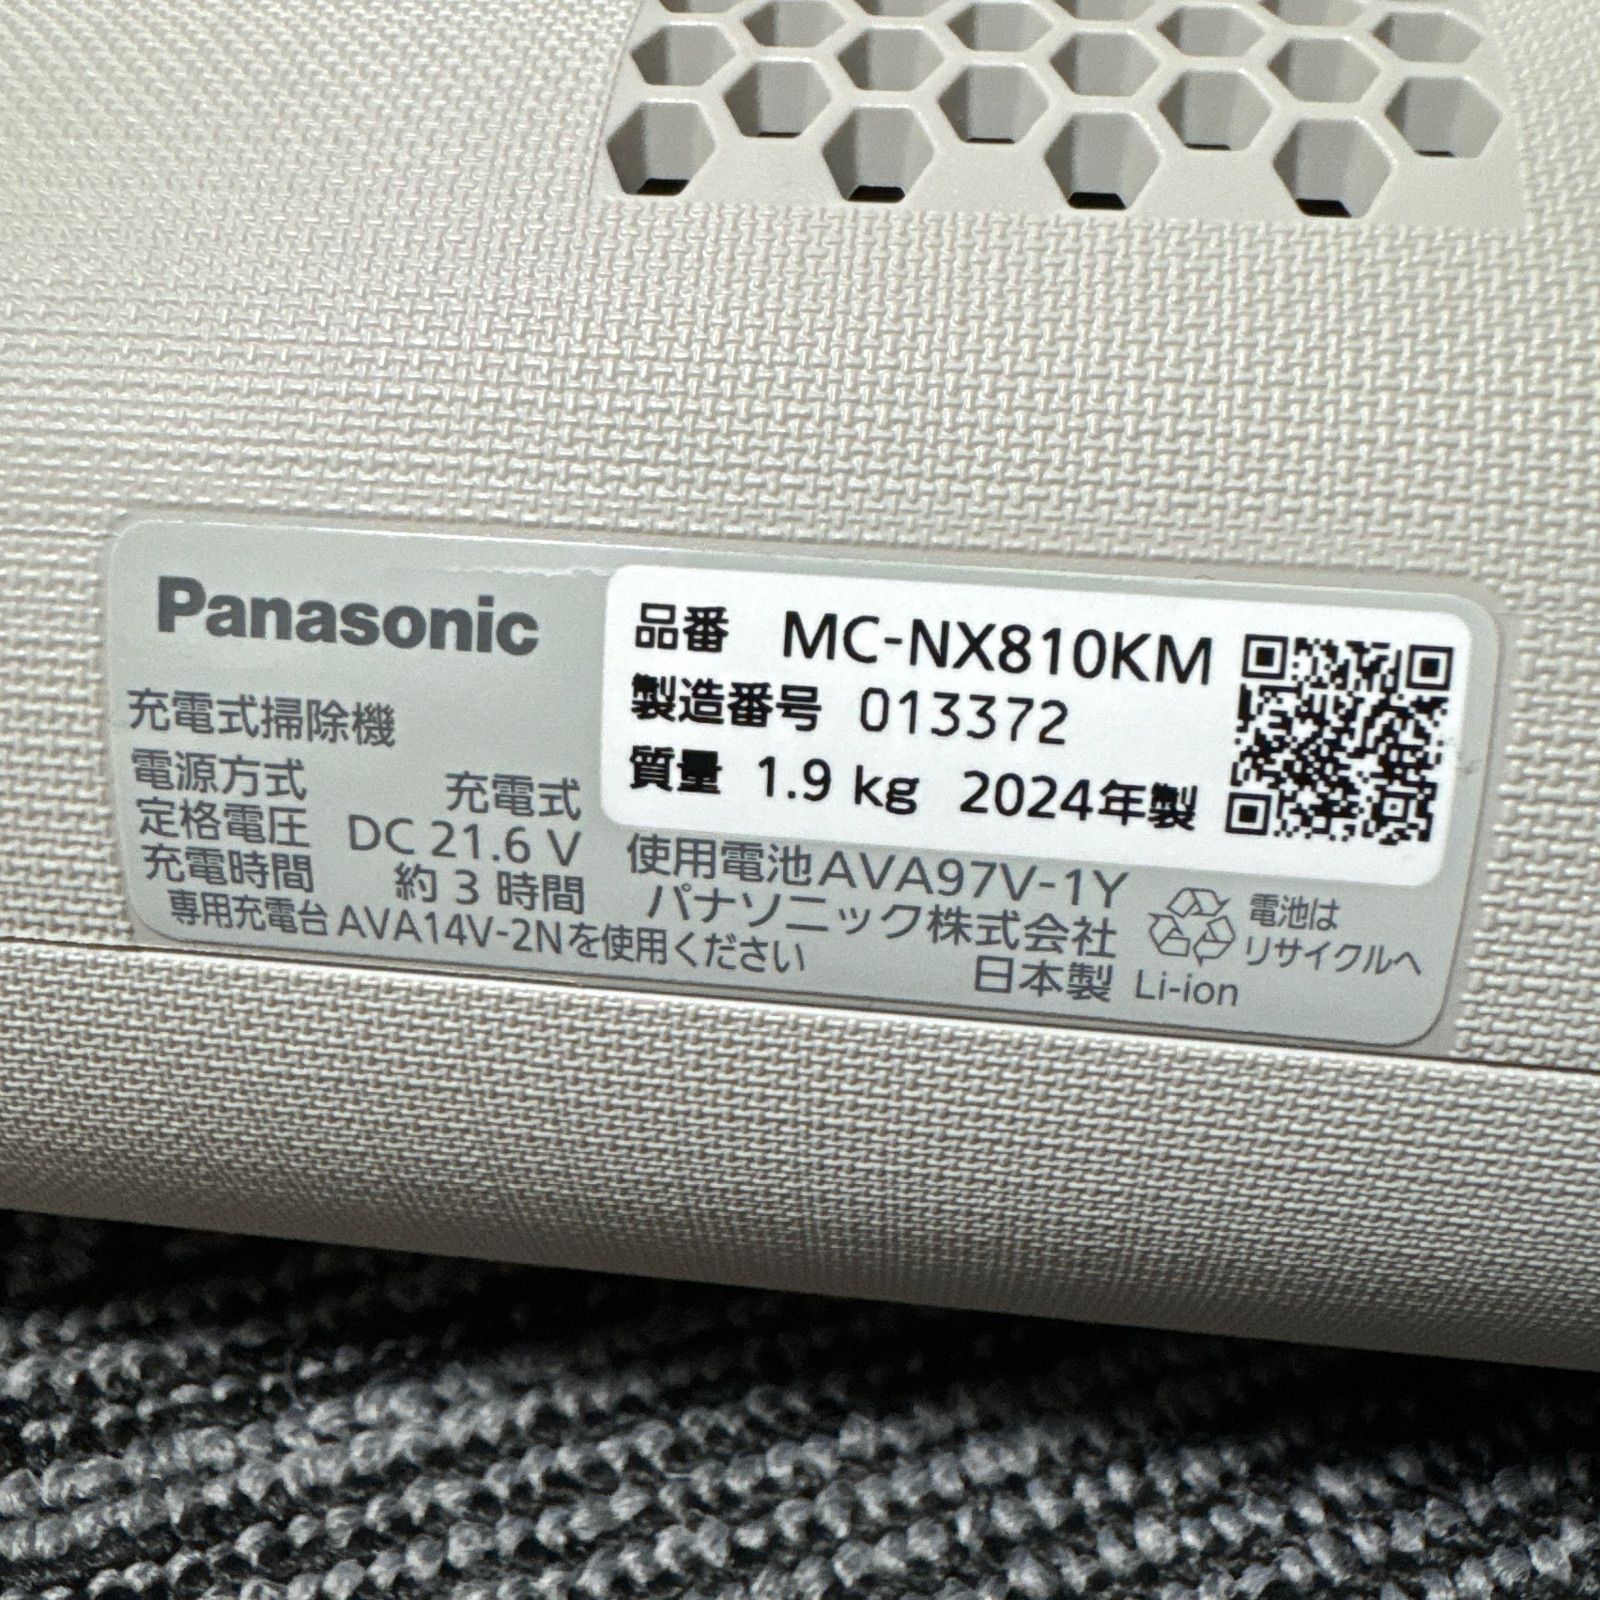 Panasonic
品番 MC-NX810KM
製造番号 013372
質量 1.9 kg 2024年製
充電式掃除機
電源方式 充電式
定格電圧 DC 21.6 V
充電時間 約 3 時間
専用充電台 AVA14V-2Nを使用ください
使用電池AVA97V-1Y
パナソニック株式会社
日本製 Li-ion
電池は
リサイクルへ